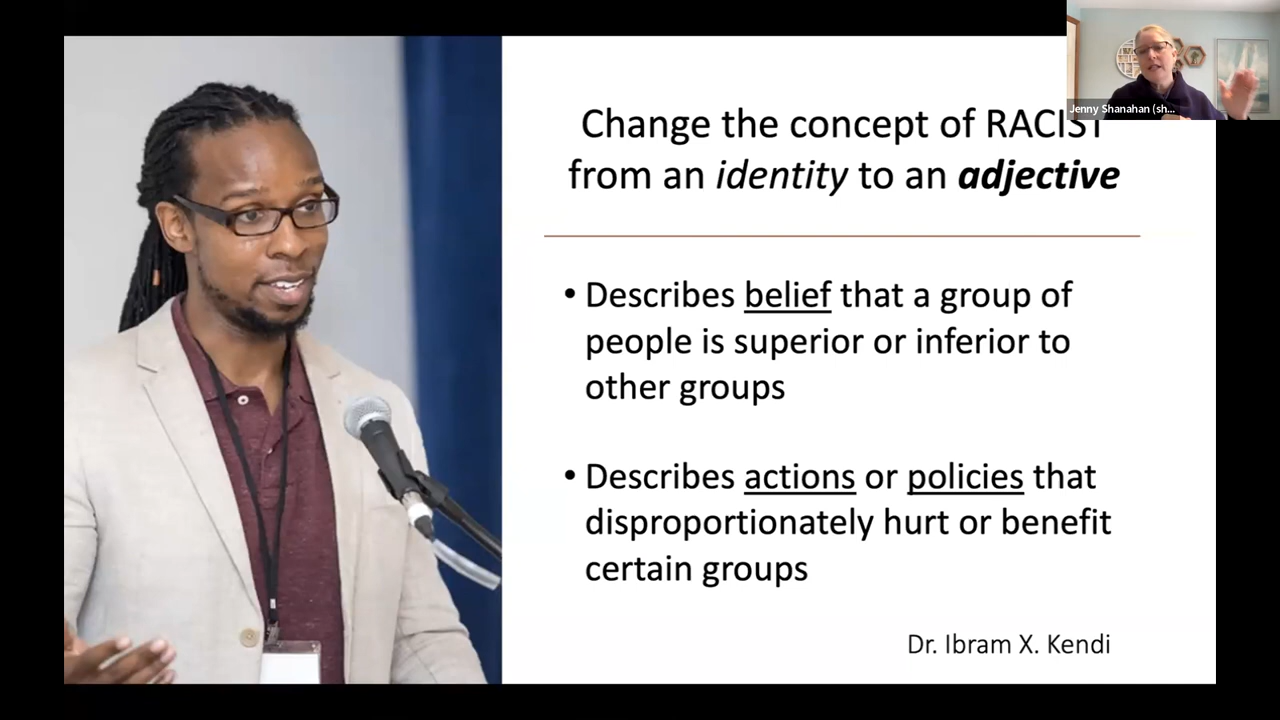 Jenny Shanahan (sh...
Change the concept of RACIST
from an identity to an adjective
• Describes belief that a group of
people is superior or inferior to
other groups
• Describes actions or policies that
disproportionately hurt or benefit
certain groups
Dr. Ibram X. Kendi